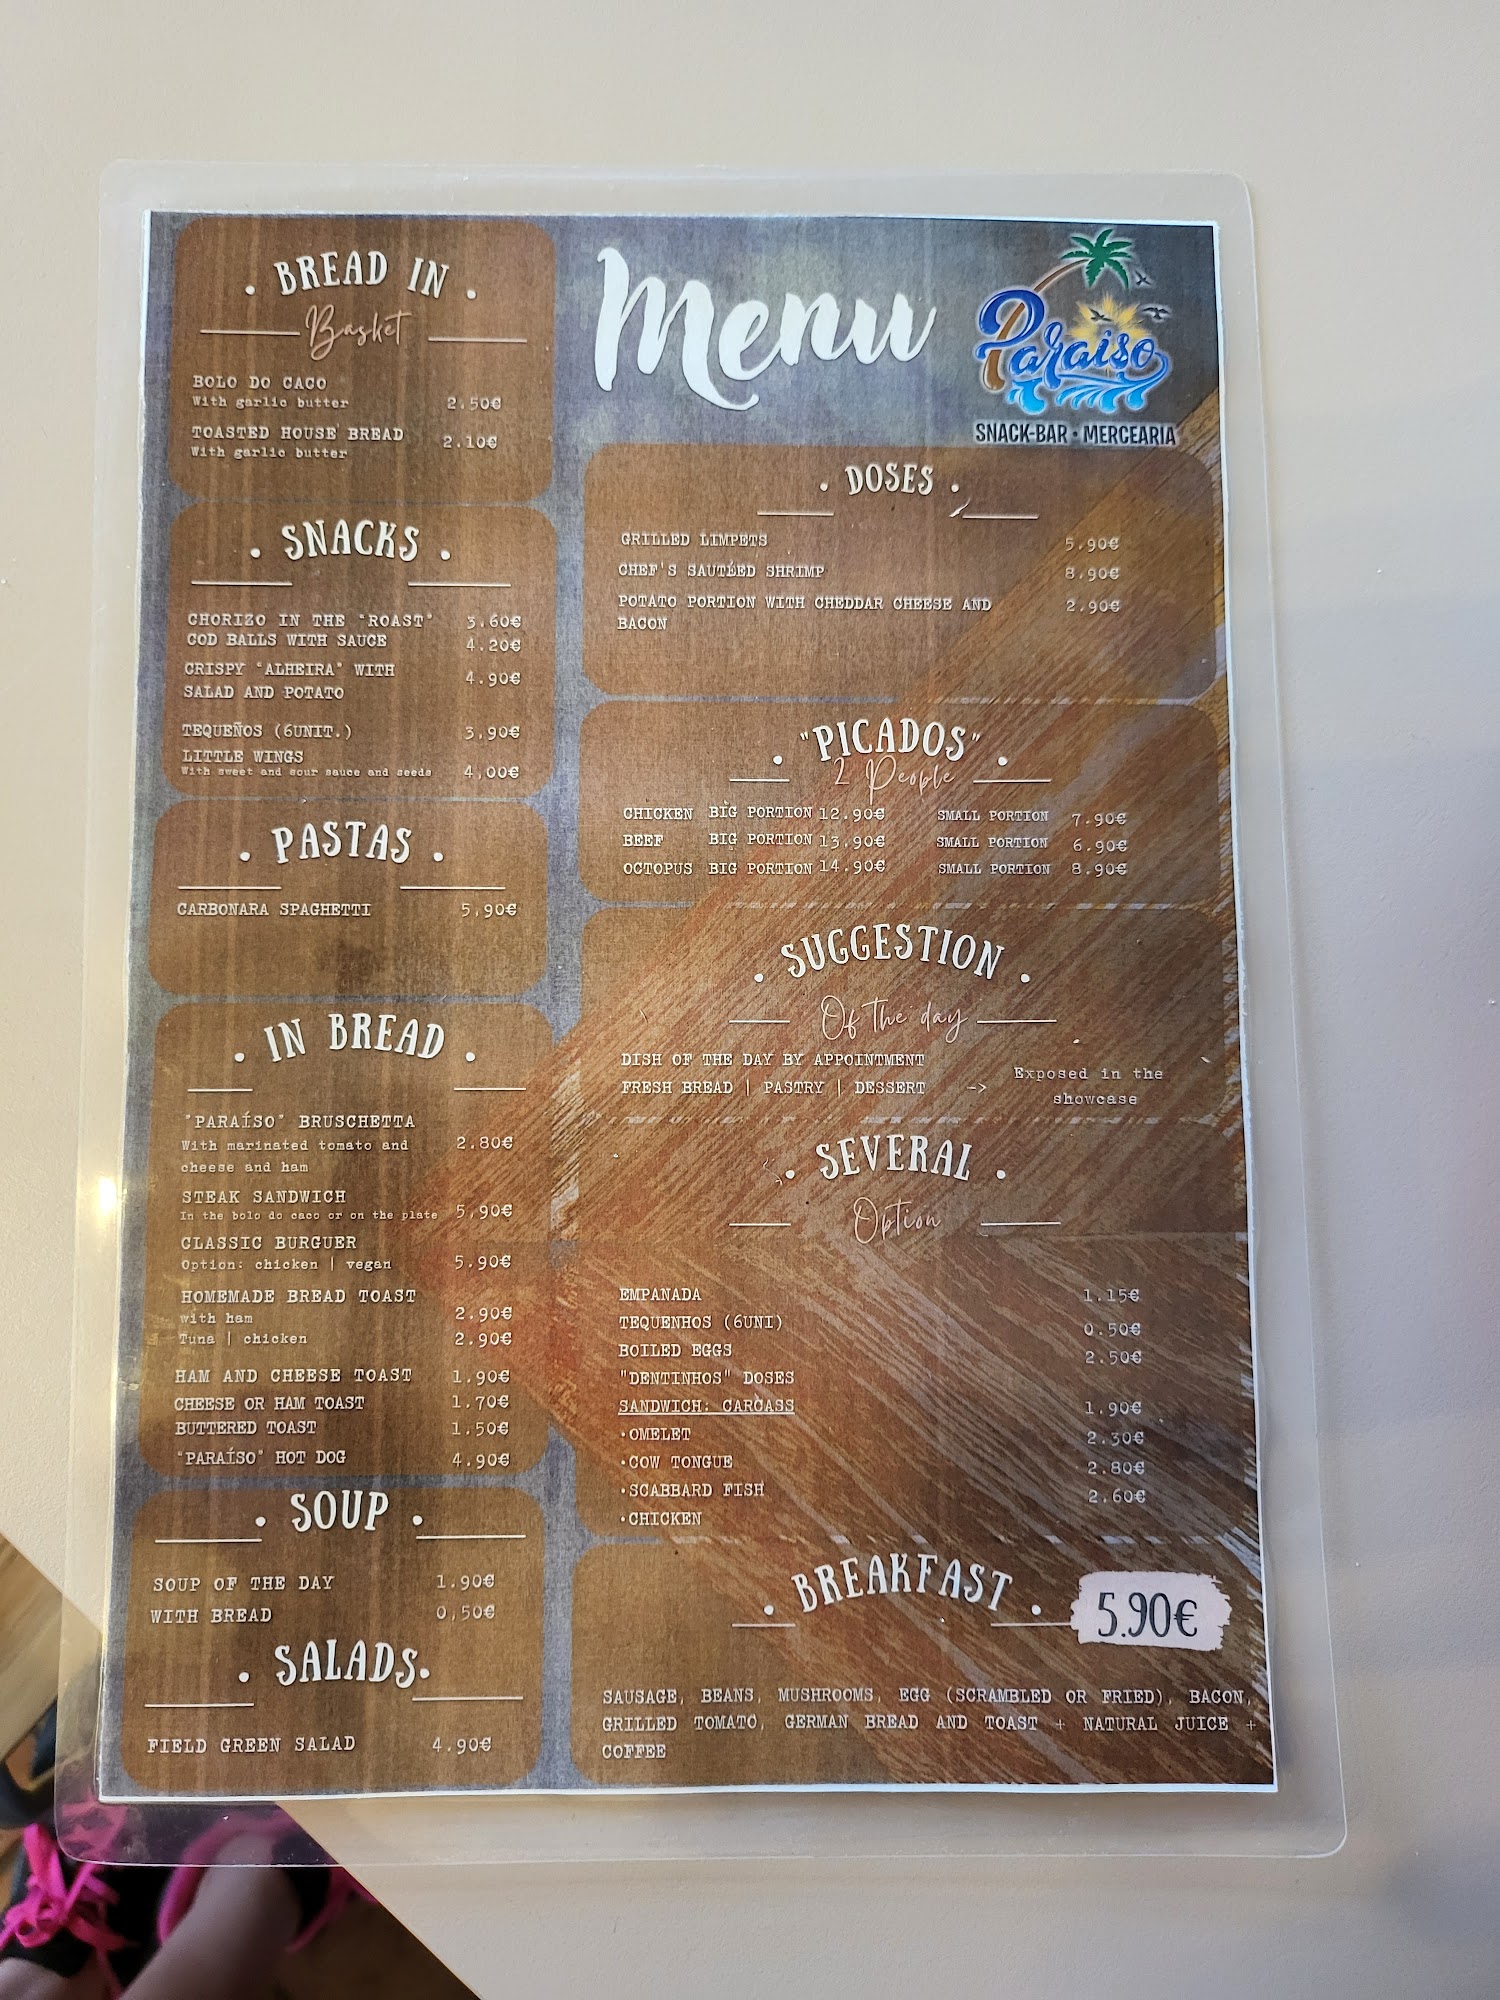 Menu
Paraiso
SNACK-BAR • MERCEARIA
• BREAD IN •
Basket
BOLO DO CACO
With garlic butter 2.50€
TOASTED HOUSE BREAD 2.10€
With garlic butter
• SNACKS •
CHORIZO IN THE "ROAST" 3.60€
COD BALLS WITH SAUCE 4.20€
CRISPY "ALHEIRA" WITH 4.90€
SALAD AND POTATO
TEQUEÑOS (6UNIT.) 3,90€
LITTLE WINGS
With sweet and sour sauce and seeds 4,00€
• PASTAS •
CARBONARA SPAGHETTI 5,90€
• IN BREAD •
"PARAÍSO" BRUSCHETTA
With marinated tomato and 2.80€
cheese and ham
STEAK SANDWICH
In the bolo do caco or on the plate 5,90€
CLASSIC BURGUER
Option: chicken | vegan 5.90€
HOMEMADE BREAD TOAST
with ham 2.90€
Tuna | chicken 2.90€
HAM AND CHEESE TOAST 1.90€
CHEESE OR HAM TOAST 1.70€
BUTTERED TOAST 1.50€
"PARAÍSO" HOT DOG 4.90€
• SOUP •
SOUP OF THE DAY 1.90€
WITH BREAD 0,50€
• SALADS •
FIELD GREEN SALAD 4.90€
• DOSES •
GRILLED LIMPETS 5.90€
CHEF'S SAUTÉED SHRIMP 8,90€
POTATO PORTION WITH CHEDDAR CHEESE AND 2.90€
BACON
• "PICADOS" •
2 People
CHICKEN BIG PORTION 12.90€ SMALL PORTION 7.90€
BEEF BIG PORTION 13.90€ SMALL PORTION 6.90€
OCTOPUS BIG PORTION 14.90€ SMALL PORTION 8.90€
• SUGGESTION •
Of the day
DISH OF THE DAY BY APPOINTMENT
FRESH BREAD | PASTRY | DESSERT -> Exposed in the
showcase
• SEVERAL •
Option
EMPANADA 1.15€
TEQUENHOS (6UNI) 0.50€
BOILED EGGS 2.50€
"DENTINHOS" DOSES
SANDWICH: CARCASS 1.90€
•OMELET 2.30€
•COW TONGUE 2.80€
•SCABBARD FISH 2.60€
•CHICKEN
• BREAKFAST • 5.90€
SAUSAGE, BEANS, MUSHROOMS, EGG (SCRAMBLED OR FRIED), BACON,
GRILLED TOMATO, GERMAN BREAD AND TOAST + NATURAL JUICE +
COFFEE